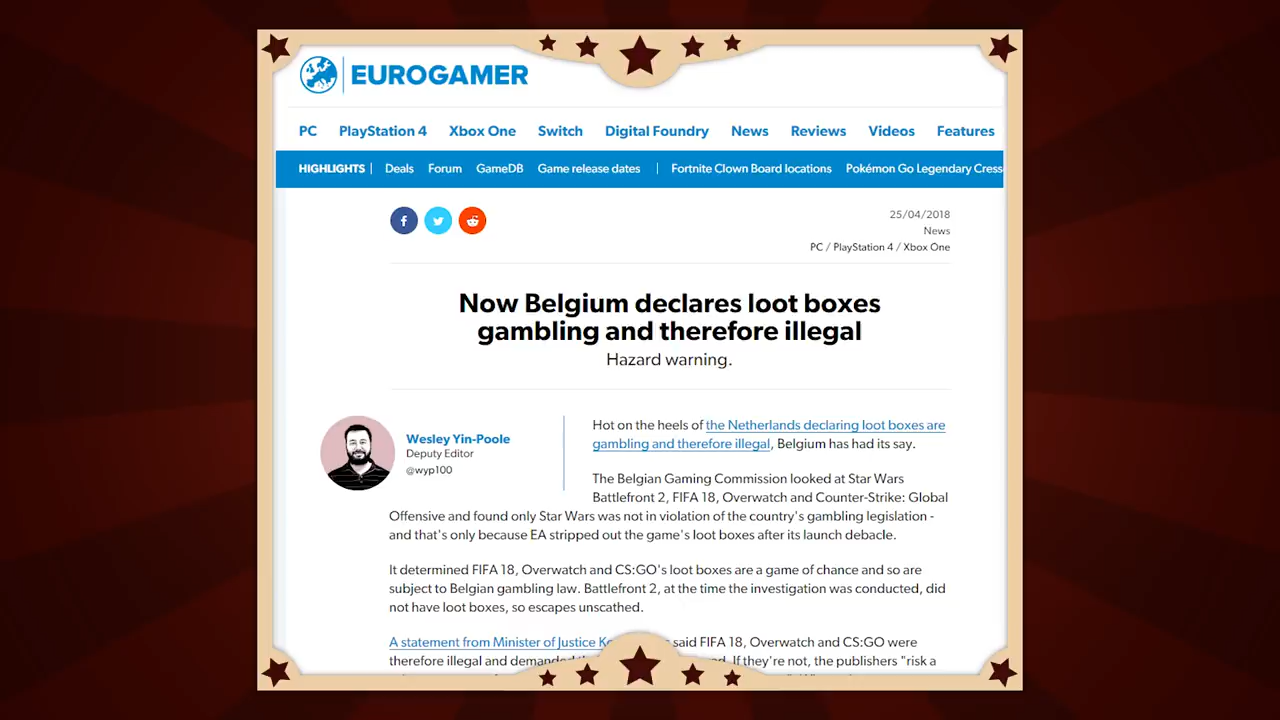 EUROGAMER
PC PlayStation 4 Xbox One Switch Digital Foundry News Reviews Videos Features
HIGHLIGHTS | Deals Forum GameDB Game release dates | Fortnite Clown Board locations Pokémon Go Legendary Cress
f
25/04/2018
News
PC / PlayStation 4 / Xbox One
Now Belgium declares loot boxes
gambling and therefore illegal
Hazard warning.
Wesley Yin-Poole
Deputy Editor
@wyp100
Hot on the heels of the Netherlands declaring loot boxes are
gambling and therefore illegal, Belgium has had its say.
The Belgian Gaming Commission looked at Star Wars
Battlefront 2, FIFA 18, Overwatch and Counter-Strike: Global
Offensive and found only Star Wars was not in violation of the country's gambling legislation -
and that's only because EA stripped out the game's loot boxes after its launch debacle.
It determined FIFA 18, Overwatch and CS:GO's loot boxes are a game of chance and so are
subject to Belgian gambling law. Battlefront 2, at the time the investigation was conducted, did
not have loot boxes, so escapes unscathed.
A statement from Minister of Justice said FIFA 18, Overwatch and CS:GO were
therefore illegal and demanded If they're not, the publishers "risk a